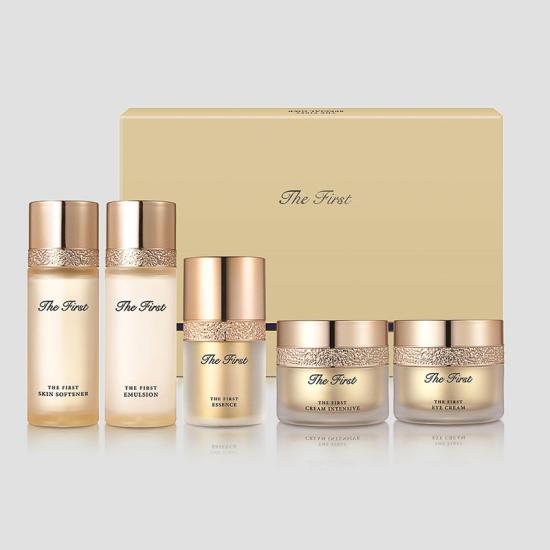 The First
The First
THE FIRST
SKIN SOFTENER
The First
THE FIRST
EMULSION
The First
THE FIRST
ESSENCE
The First
THE FIRST
CREAM INTENSIVE
The First
THE FIRST
EYE CREAM